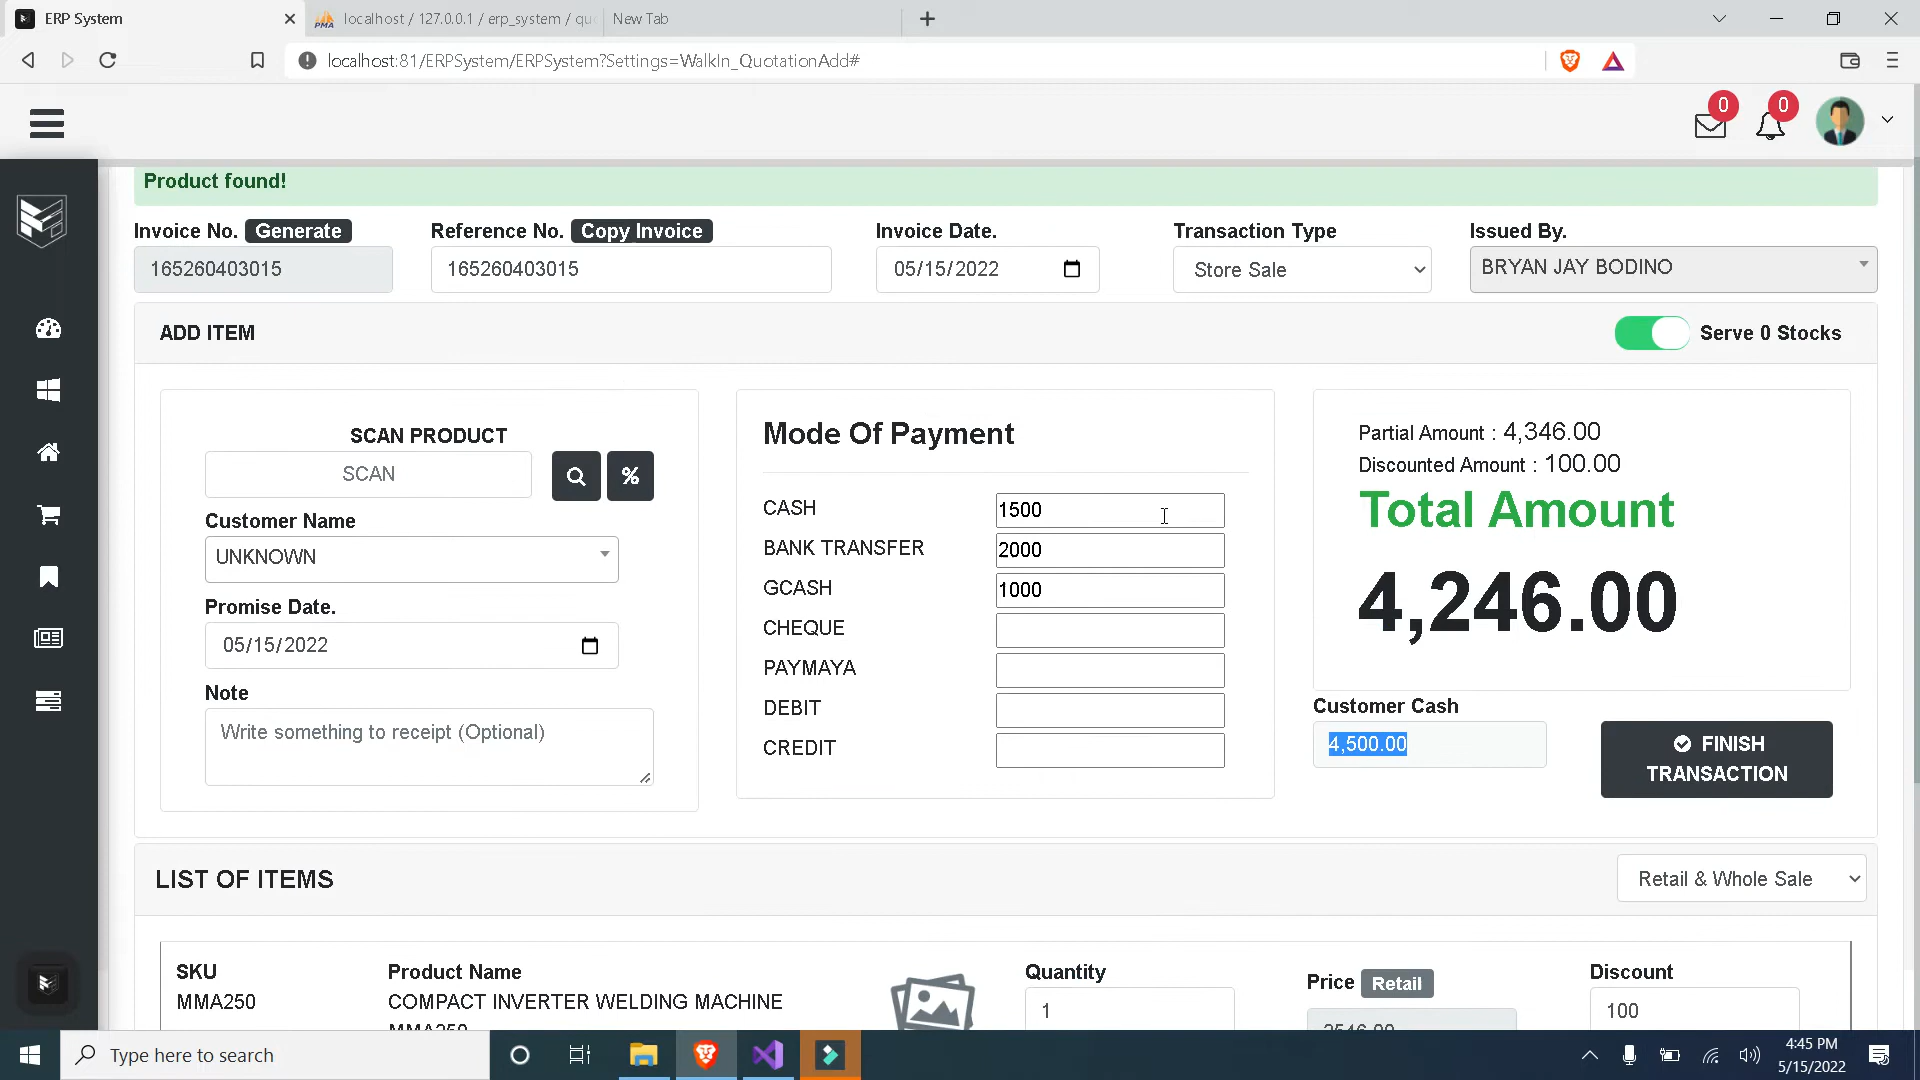 ERP System
localhost / 127.0.0.1 / erp_system / quo
New Tab
localhost:81/ERPSystem/ERPSystem?Settings=WalkIn_QuotationAdd#
0
0
Product found!
Invoice No. Generate
Reference No. Copy Invoice
Invoice Date.
Transaction Type
Issued By.
165260403015
165260403015
05/15/2022
Store Sale
BRYAN JAY BODINO
ADD ITEM
Serve 0 Stocks
SCAN PRODUCT
SCAN
%
Customer Name
UNKNOWN
Promise Date.
05/15/2022
Note
Write something to receipt (Optional)
Mode Of Payment
CASH 1500
BANK TRANSFER 2000
GCASH 1000
CHEQUE
PAYMAYA
DEBIT
CREDIT
Partial Amount : 4,346.00
Discounted Amount : 100.00
Total Amount
4,246.00
Customer Cash
4,500.00
FINISH
TRANSACTION
LIST OF ITEMS
Retail & Whole Sale
SKU
MMA250
Product Name
COMPACT INVERTER WELDING MACHINE
MMA250
Quantity
1
Price Retail
2546.00
Discount
100
Type here to search
4:45 PM
5/15/2022